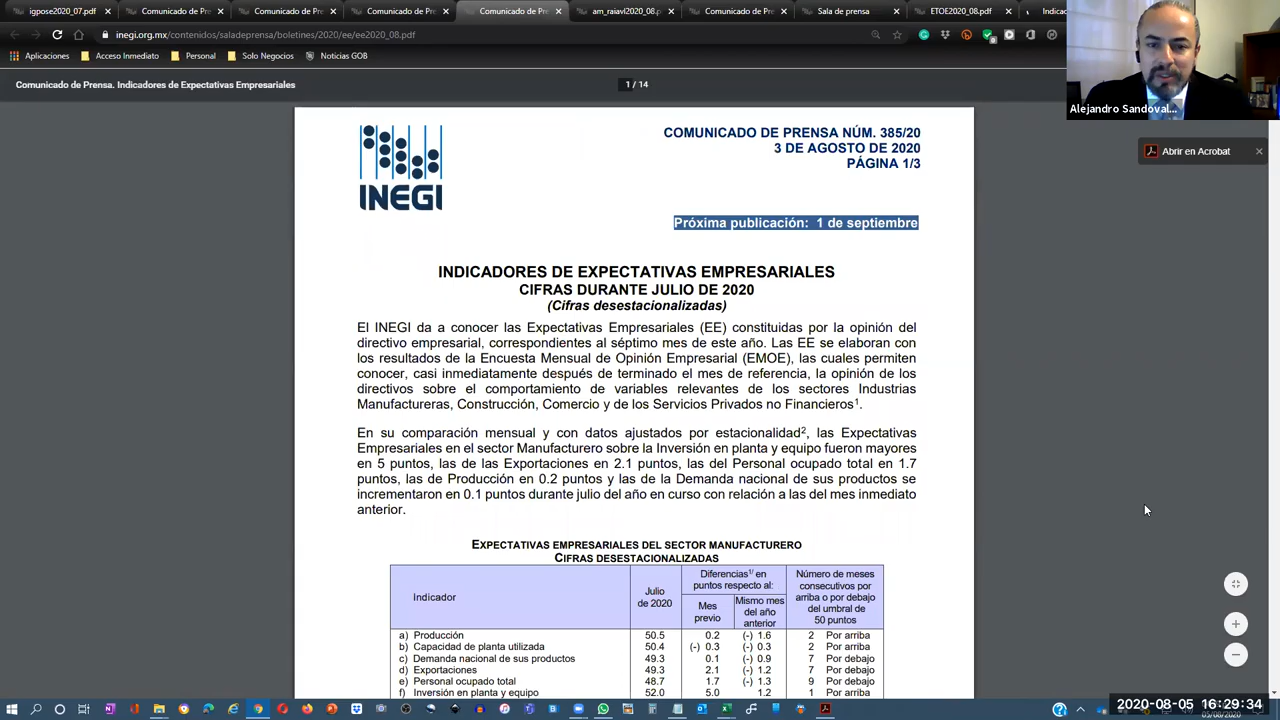 igpose2020_07.pdf
Comunicado de Pren
Comunicado de Pren
Comunicado de Pren
Comunicado de Pre
am_raiavl2020_08.p
Comunicado de Pren
Sala de prensa
ETOE2020_08.pdf
Indica
inegi.org.mx/contenidos/saladeprensa/boletines/2020/ee/ee2020_08.pdf
Aplicaciones
Acceso Inmediato
Personal
Solo Negocios
Noticias GOB
Comunicado de Prensa. Indicadores de Expectativas Empresariales
1 / 14
Alejandro Sandoval...
Abrir en Acrobat
INEGI
COMUNICADO DE PRENSA NÚM. 385/20
3 DE AGOSTO DE 2020
PÁGINA 1/3
Próxima publicación: 1 de septiembre
INDICADORES DE EXPECTATIVAS EMPRESARIALES
CIFRAS DURANTE JULIO DE 2020
(Cifras desestacionalizadas)
El INEGI da a conocer las Expectativas Empresariales (EE) constituidas por la opinión del
directivo empresarial, correspondientes al séptimo mes de este año. Las EE se elaboran con
los resultados de la Encuesta Mensual de Opinión Empresarial (EMOE), las cuales permiten
conocer, casi inmediatamente después de terminado el mes de referencia, la opinión de los
directivos sobre el comportamiento de variables relevantes de los sectores Industrias
Manufactureras, Construcción, Comercio y de los Servicios Privados no Financieros¹.
En su comparación mensual y con datos ajustados por estacionalidad², las Expectativas
Empresariales en el sector Manufacturero sobre la Inversión en planta y equipo fueron mayores
en 5 puntos, las de las Exportaciones en 2.1 puntos, las del Personal ocupado total en 1.7
puntos, las de Producción en 0.2 puntos y las de la Demanda nacional de sus productos se
incrementaron en 0.1 puntos durante julio del año en curso con relación a las del mes inmediato
anterior.
EXPECTATIVAS EMPRESARIALES DEL SECTOR MANUFACTURERO
CIFRAS DESESTACIONALIZADAS
Indicador
Julio
de 2020
Diferencias¹/ en
puntos respecto al:
Mes
previo
Mismo mes
del año
anterior
Número de meses
consecutivos por
arriba o por debajo
del umbral de
50 puntos
a) Producción 50.5 0.2 (-) 1.6 2 Por arriba
b) Capacidad de planta utilizada 50.4 (-) 0.3 (-) 0.3 2 Por arriba
c) Demanda nacional de sus productos 49.3 0.1 (-) 0.9 7 Por debajo
d) Exportaciones 49.3 2.1 (-) 1.2 7 Por debajo
e) Personal ocupado total 48.7 1.7 (-) 1.3 9 Por debajo
f) Inversión en planta y equipo 52.0 5.0 1.2 1 Por arriba
2020-08-05 16:29:34
05/08/2020